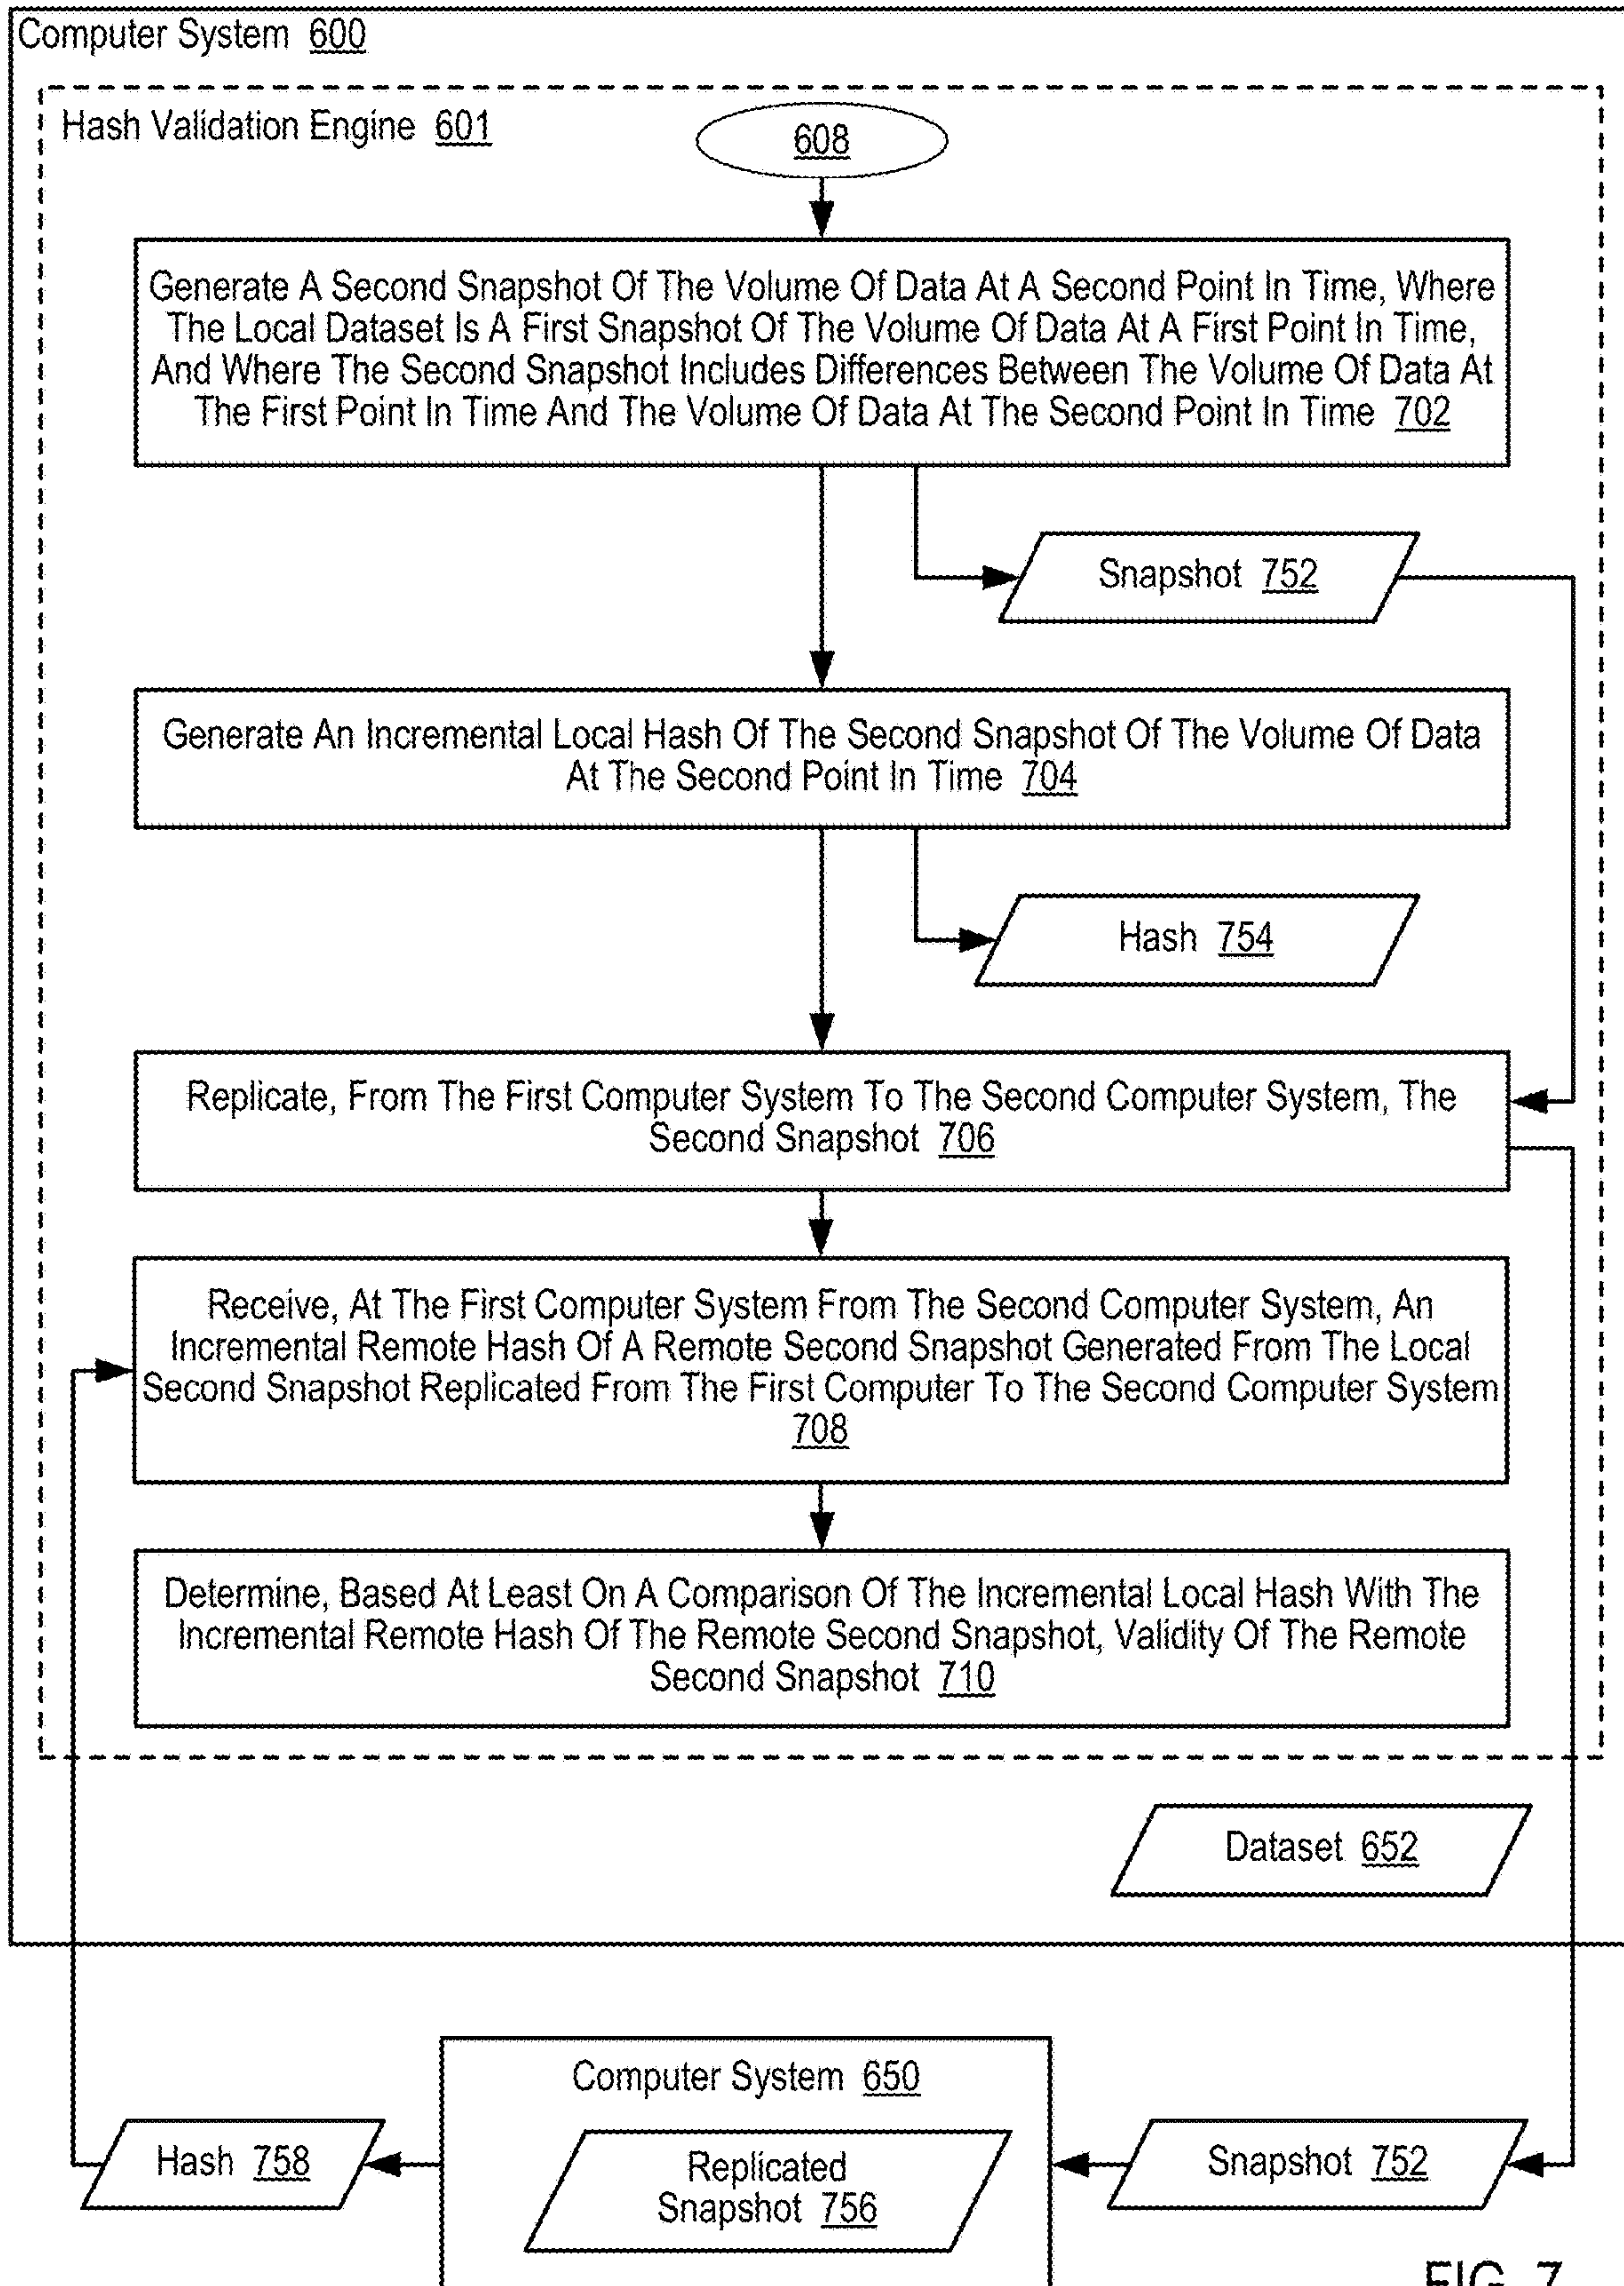 Computer System 600
Hash Validation Engine 601
608
Generate A Second Snapshot Of The Volume Of Data At A Second Point In Time, Where
The Local Dataset Is A First Snapshot Of The Volume Of Data At A First Point In Time,
And Where The Second Snapshot Includes Differences Between The Volume Of Data At
The First Point In Time And The Volume Of Data At The Second Point In Time 702
Snapshot 752
Generate An Incremental Local Hash Of The Second Snapshot Of The Volume Of Data
At The Second Point In Time 704
Hash 754
Replicate, From The First Computer System To The Second Computer System, The
Second Snapshot 706
Receive, At The First Computer System From The Second Computer System, An
Incremental Remote Hash Of A Remote Second Snapshot Generated From The Local
Second Snapshot Replicated From The First Computer To The Second Computer System
708
Determine, Based At Least On A Comparison Of The Incremental Local Hash With The
Incremental Remote Hash Of The Remote Second Snapshot, Validity Of The Remote
Second Snapshot 710
Dataset 652
Computer System 650
Hash 758
Replicated
Snapshot 756
Snapshot 752
FIG. 7